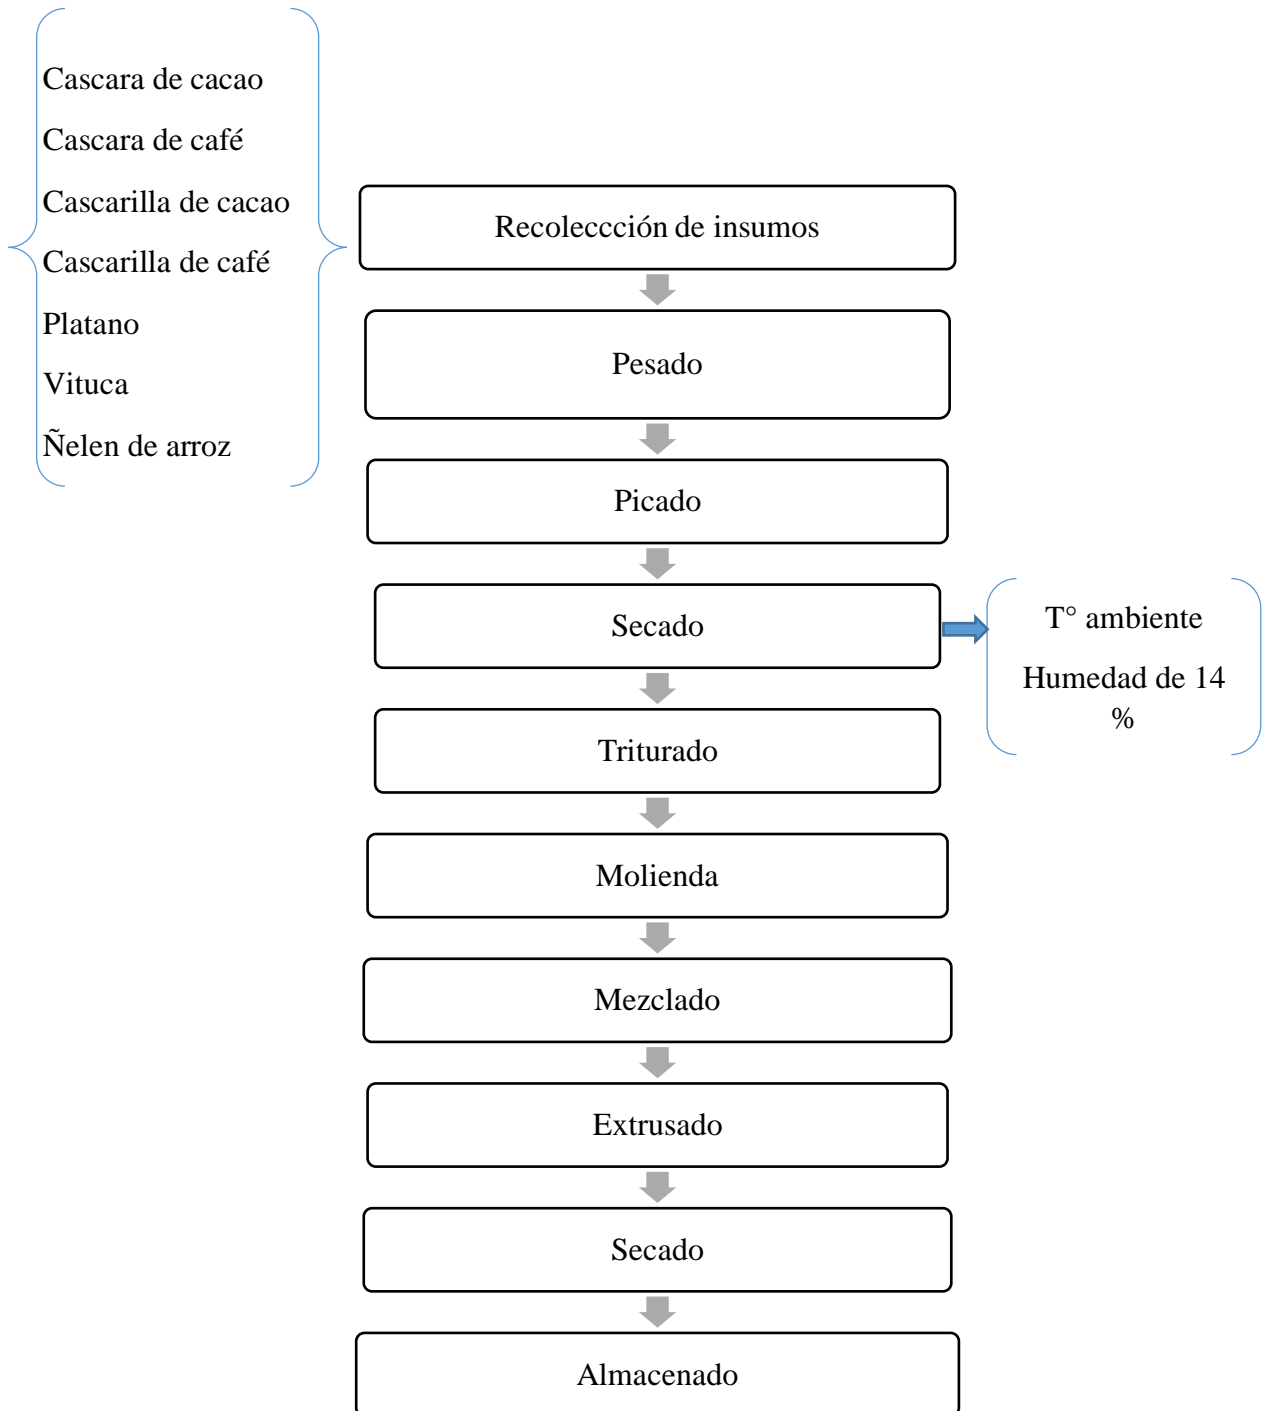 Cascara de cacao
Cascara de café
Cascarilla de cacao
Cascarilla de café
Platano
Vituca
Ñelen de arroz
Recoleccción de insumos
Pesado
Picado
Secado
T° ambiente
Humedad de 14
%
Triturado
Molienda
Mezclado
Extrusado
Secado
Almacenado